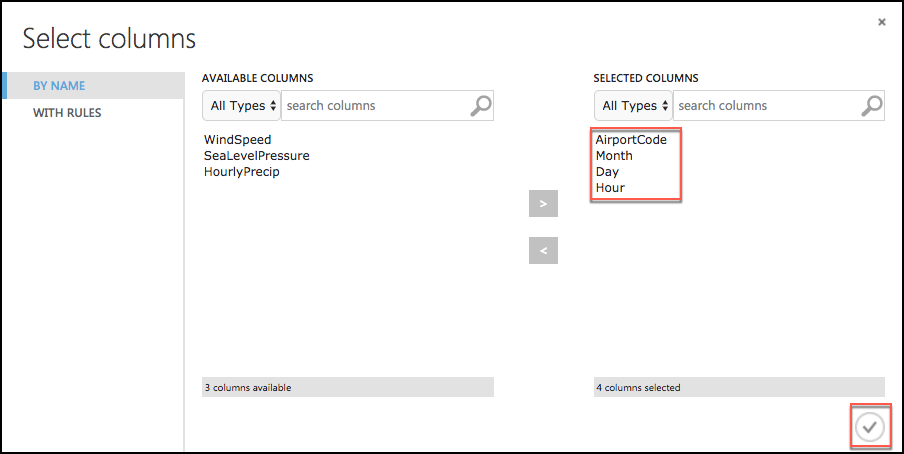 Select columns
BY NAME
WITH RULES
AVAILABLE COLUMNS
All Types
search columns
WindSpeed
SeaLevelPressure
HourlyPrecip
3 columns available
>
<
SELECTED COLUMNS
All Types
search columns
AirportCode
Month
Day
Hour
4 columns selected